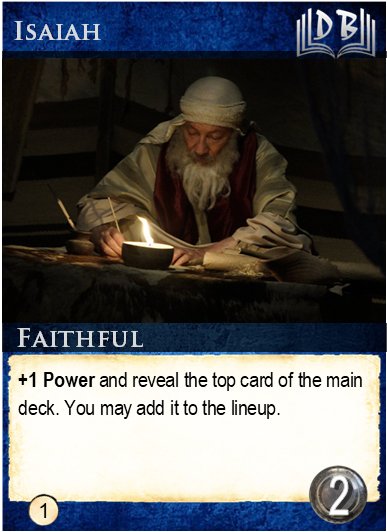 Isaiah
DB
Faithful
+1 Power and reveal the top card of the main
deck. You may add it to the lineup.
1
2